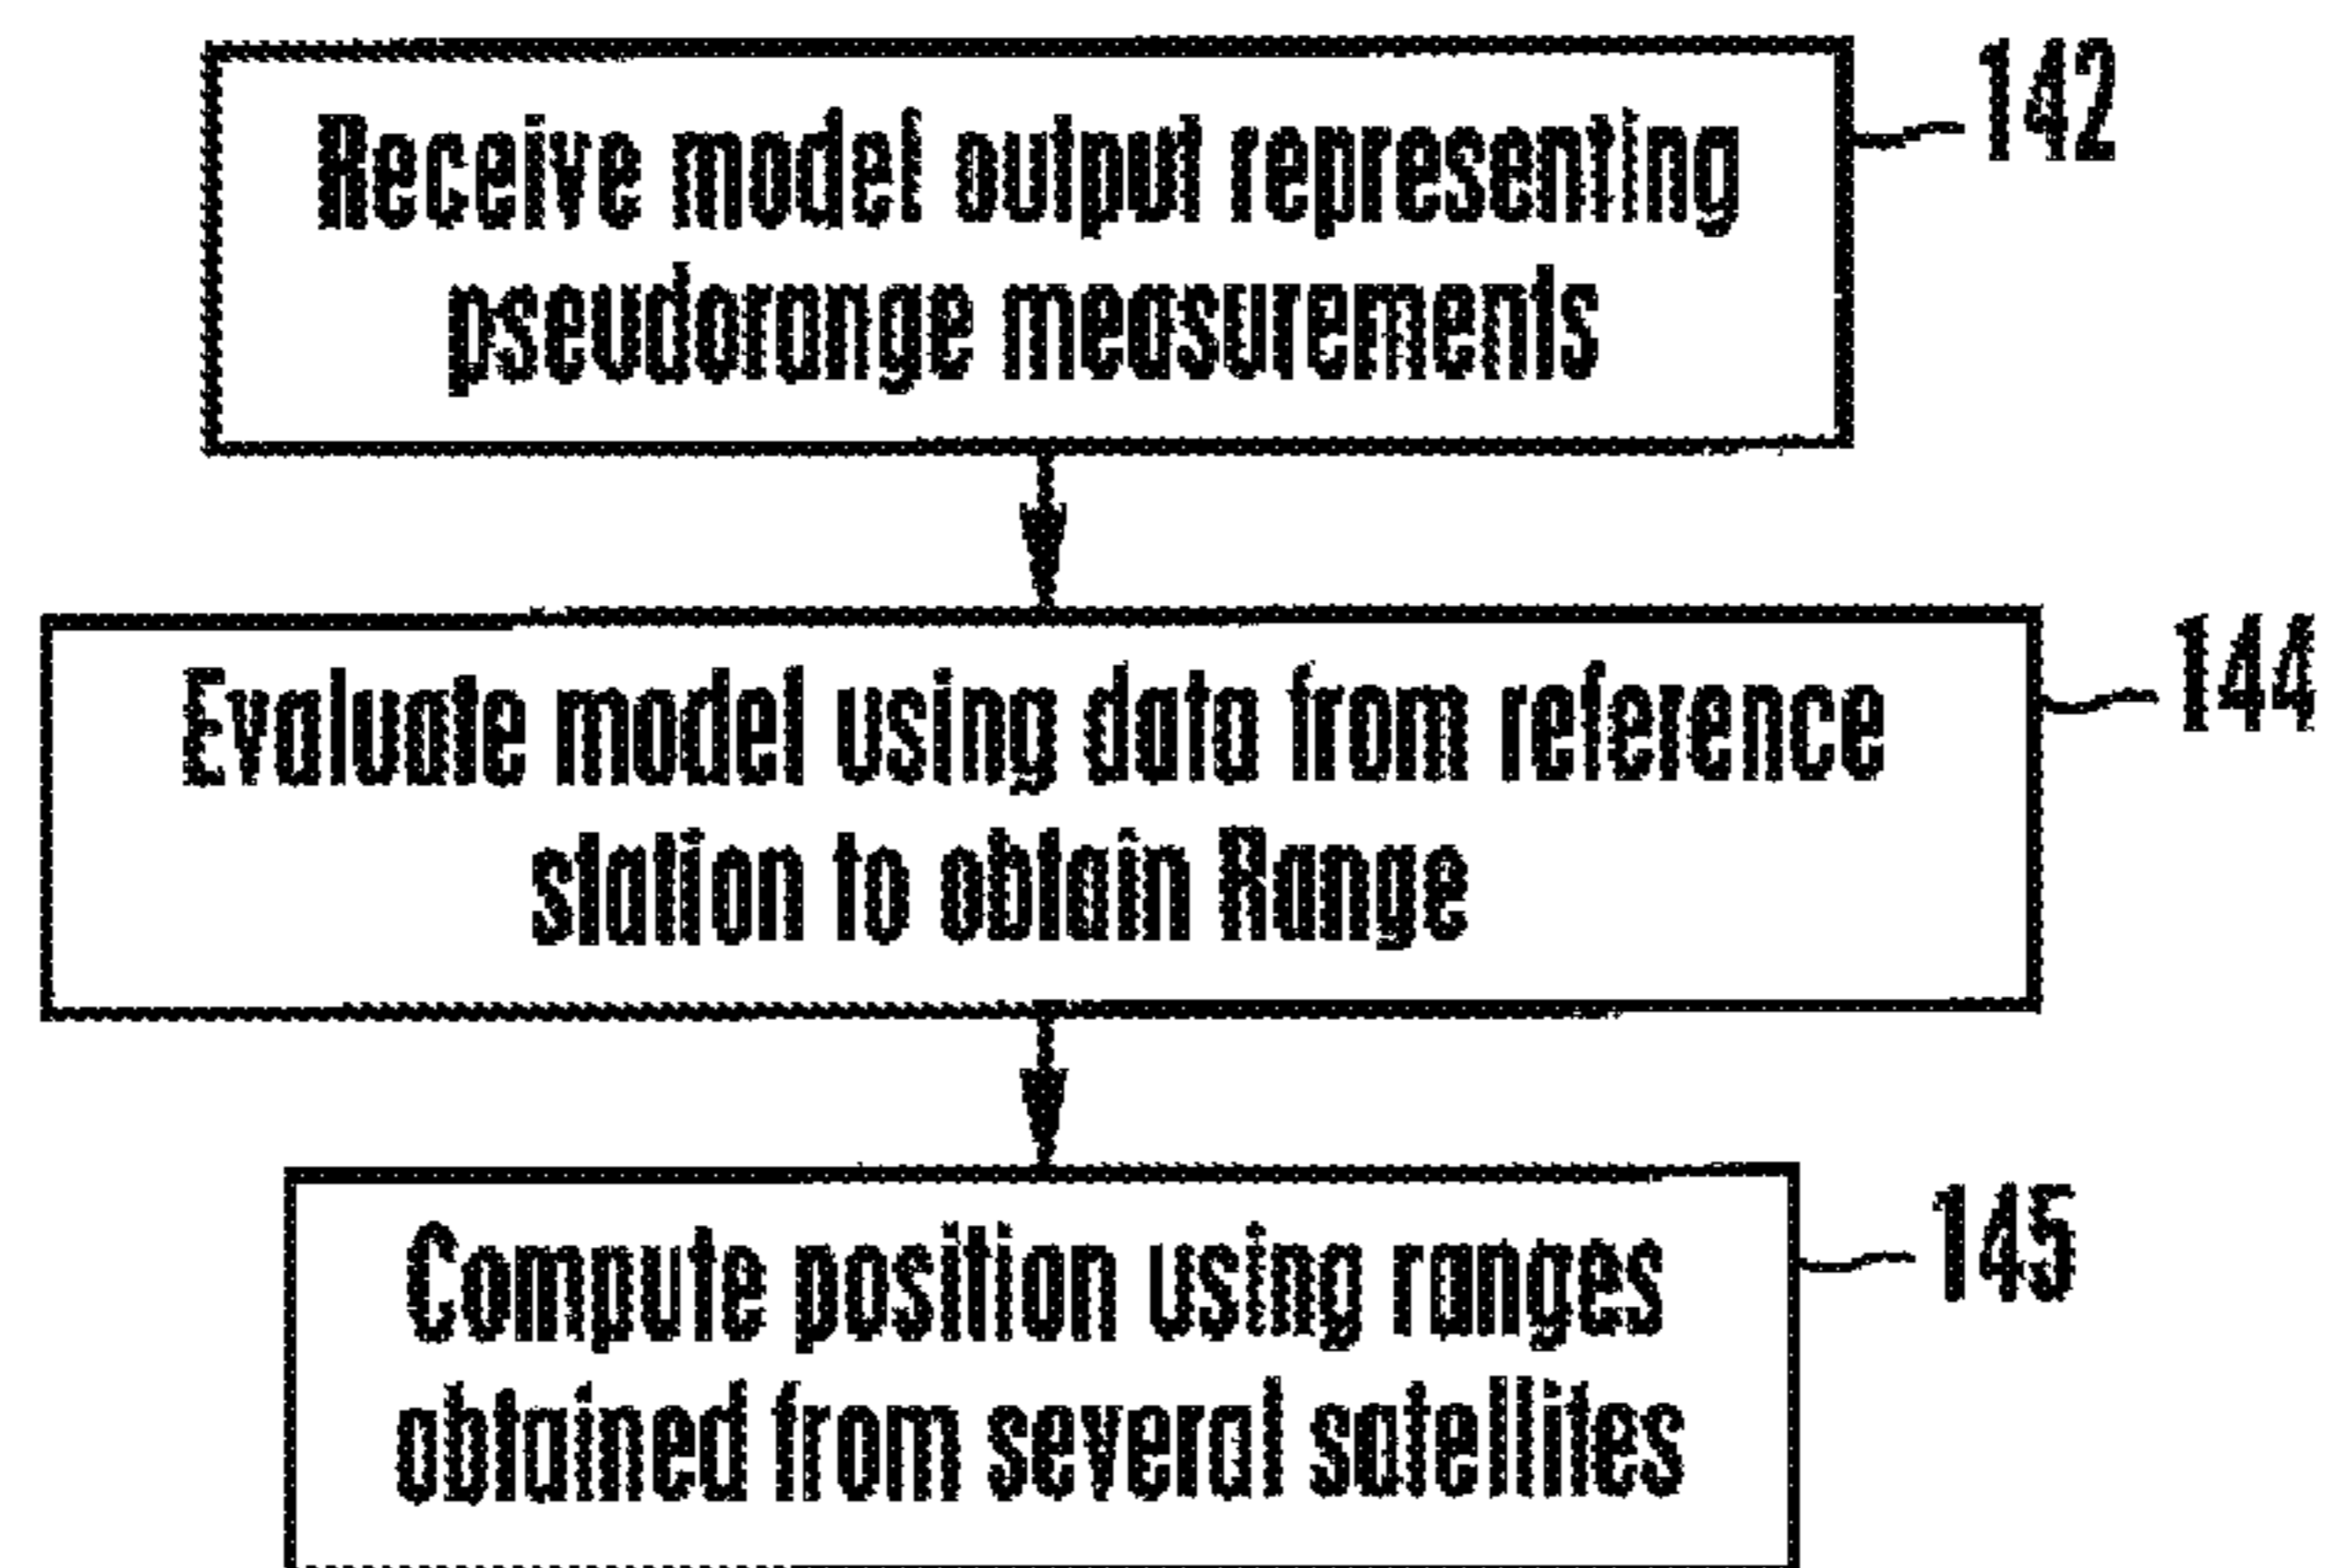 Receive model output representing
pseudorange measurements
142
Evaluate model using data from reference
station to obtain Range
144
Compute position using ranges
obtained from several satellites
145